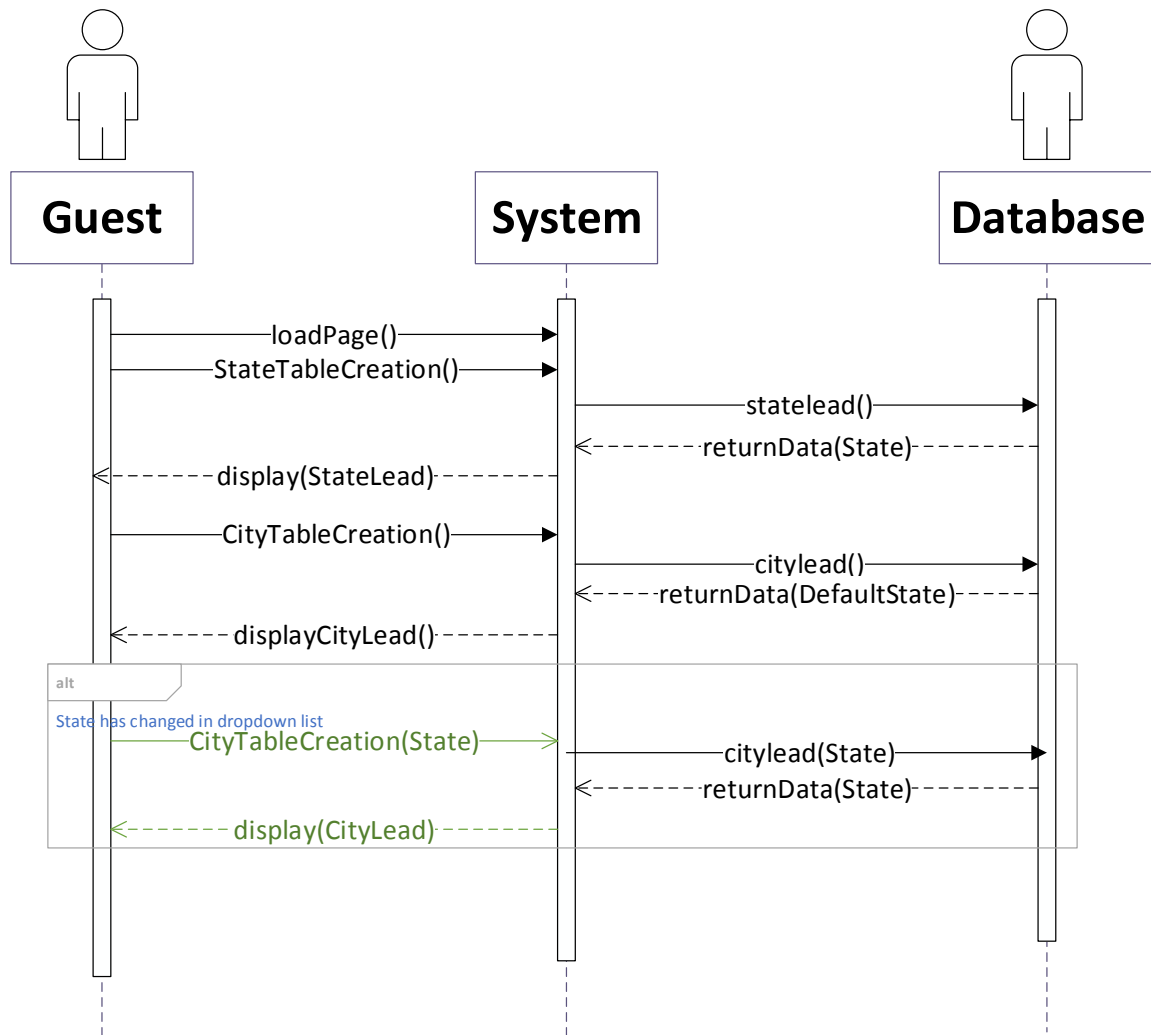 Guest
System
Database
loadPage()
StateTableCreation()
statelead()
returnData(State)
display(StateLead)
CityTableCreation()
citylead()
returnData(DefaultState)
displayCityLead()
alt
State has changed in dropdown list
CityTableCreation(State)
citylead(State)
returnData(State)
display(CityLead)